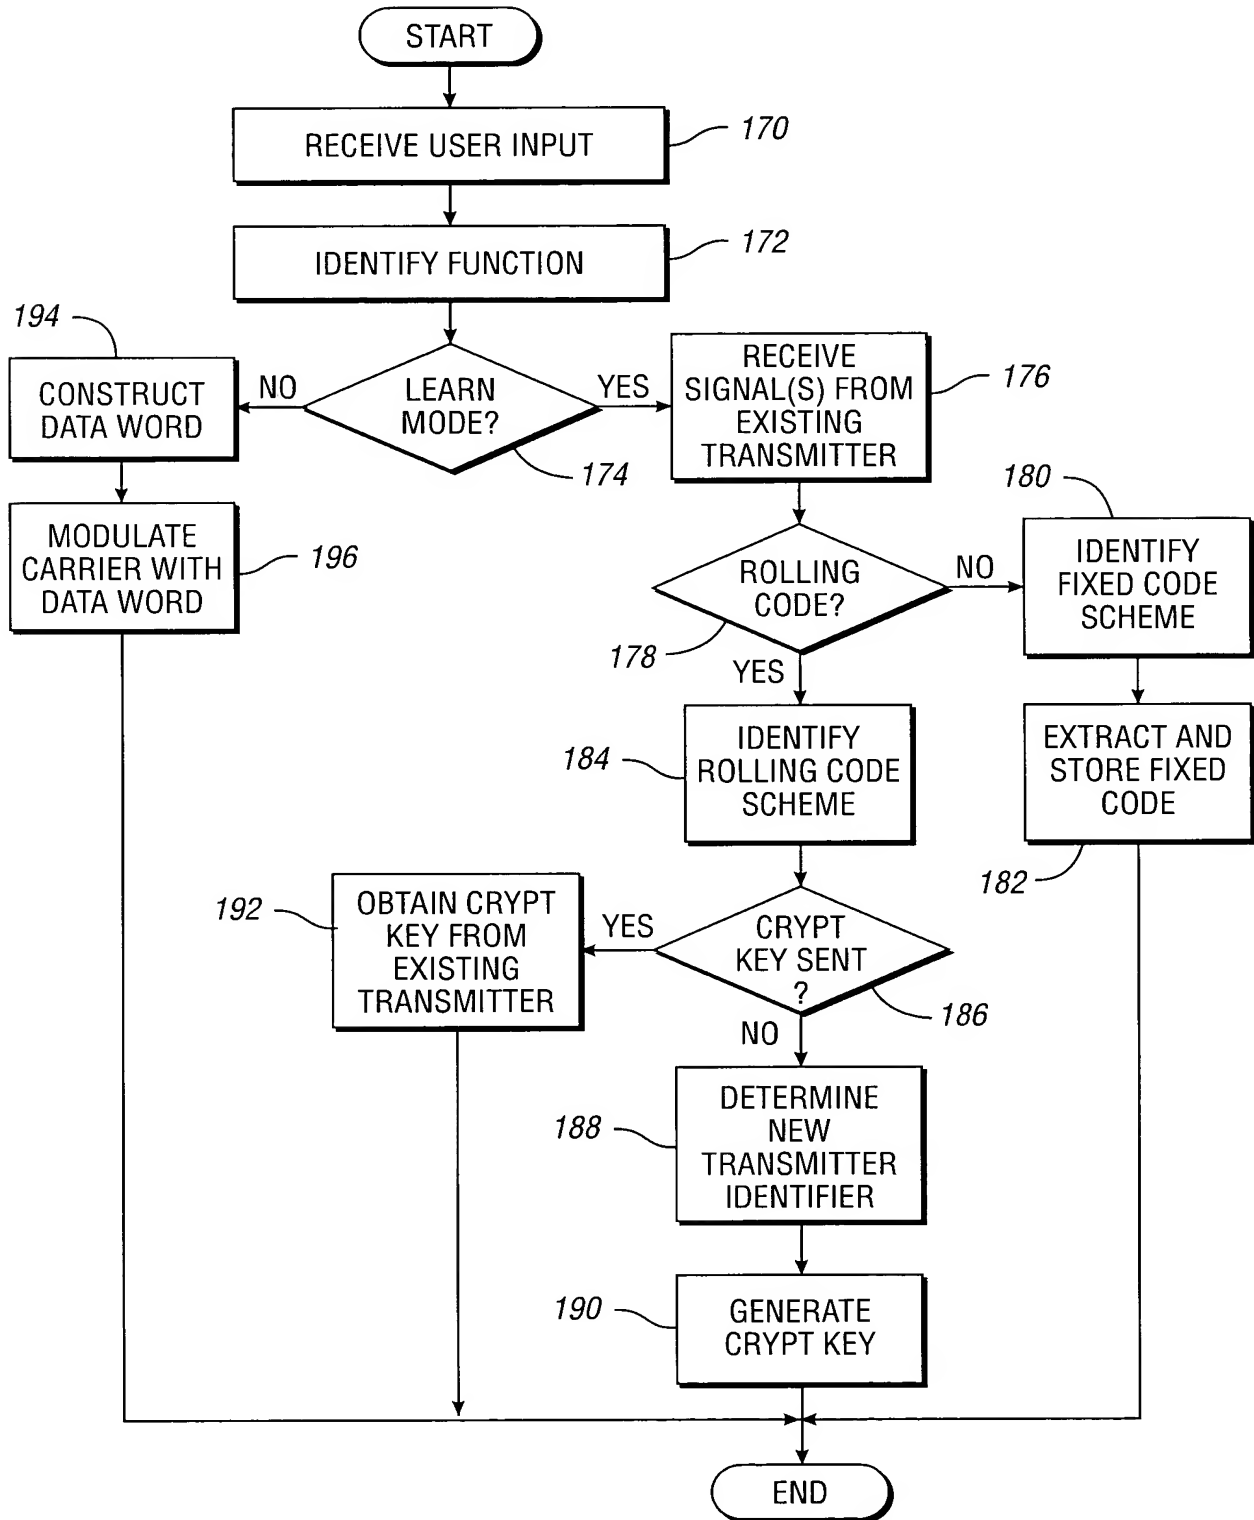 START
RECEIVE USER INPUT
170
IDENTIFY FUNCTION
172
194
CONSTRUCT
DATA WORD
NO
LEARN
MODE?
YES
174
RECEIVE
SIGNAL(S) FROM
EXISTING
TRANSMITTER
176
MODULATE
CARRIER WITH
DATA WORD
196
ROLLING
CODE?
NO
178
YES
180
IDENTIFY
FIXED CODE
SCHEME
184
IDENTIFY
ROLLING CODE
SCHEME
EXTRACT AND
STORE FIXED
CODE
182
192
OBTAIN CRYPT
KEY FROM
EXISTING
TRANSMITTER
YES
CRYPT
KEY SENT
?
186
NO
188
DETERMINE
NEW
TRANSMITTER
IDENTIFIER
190
GENERATE
CRYPT KEY
END